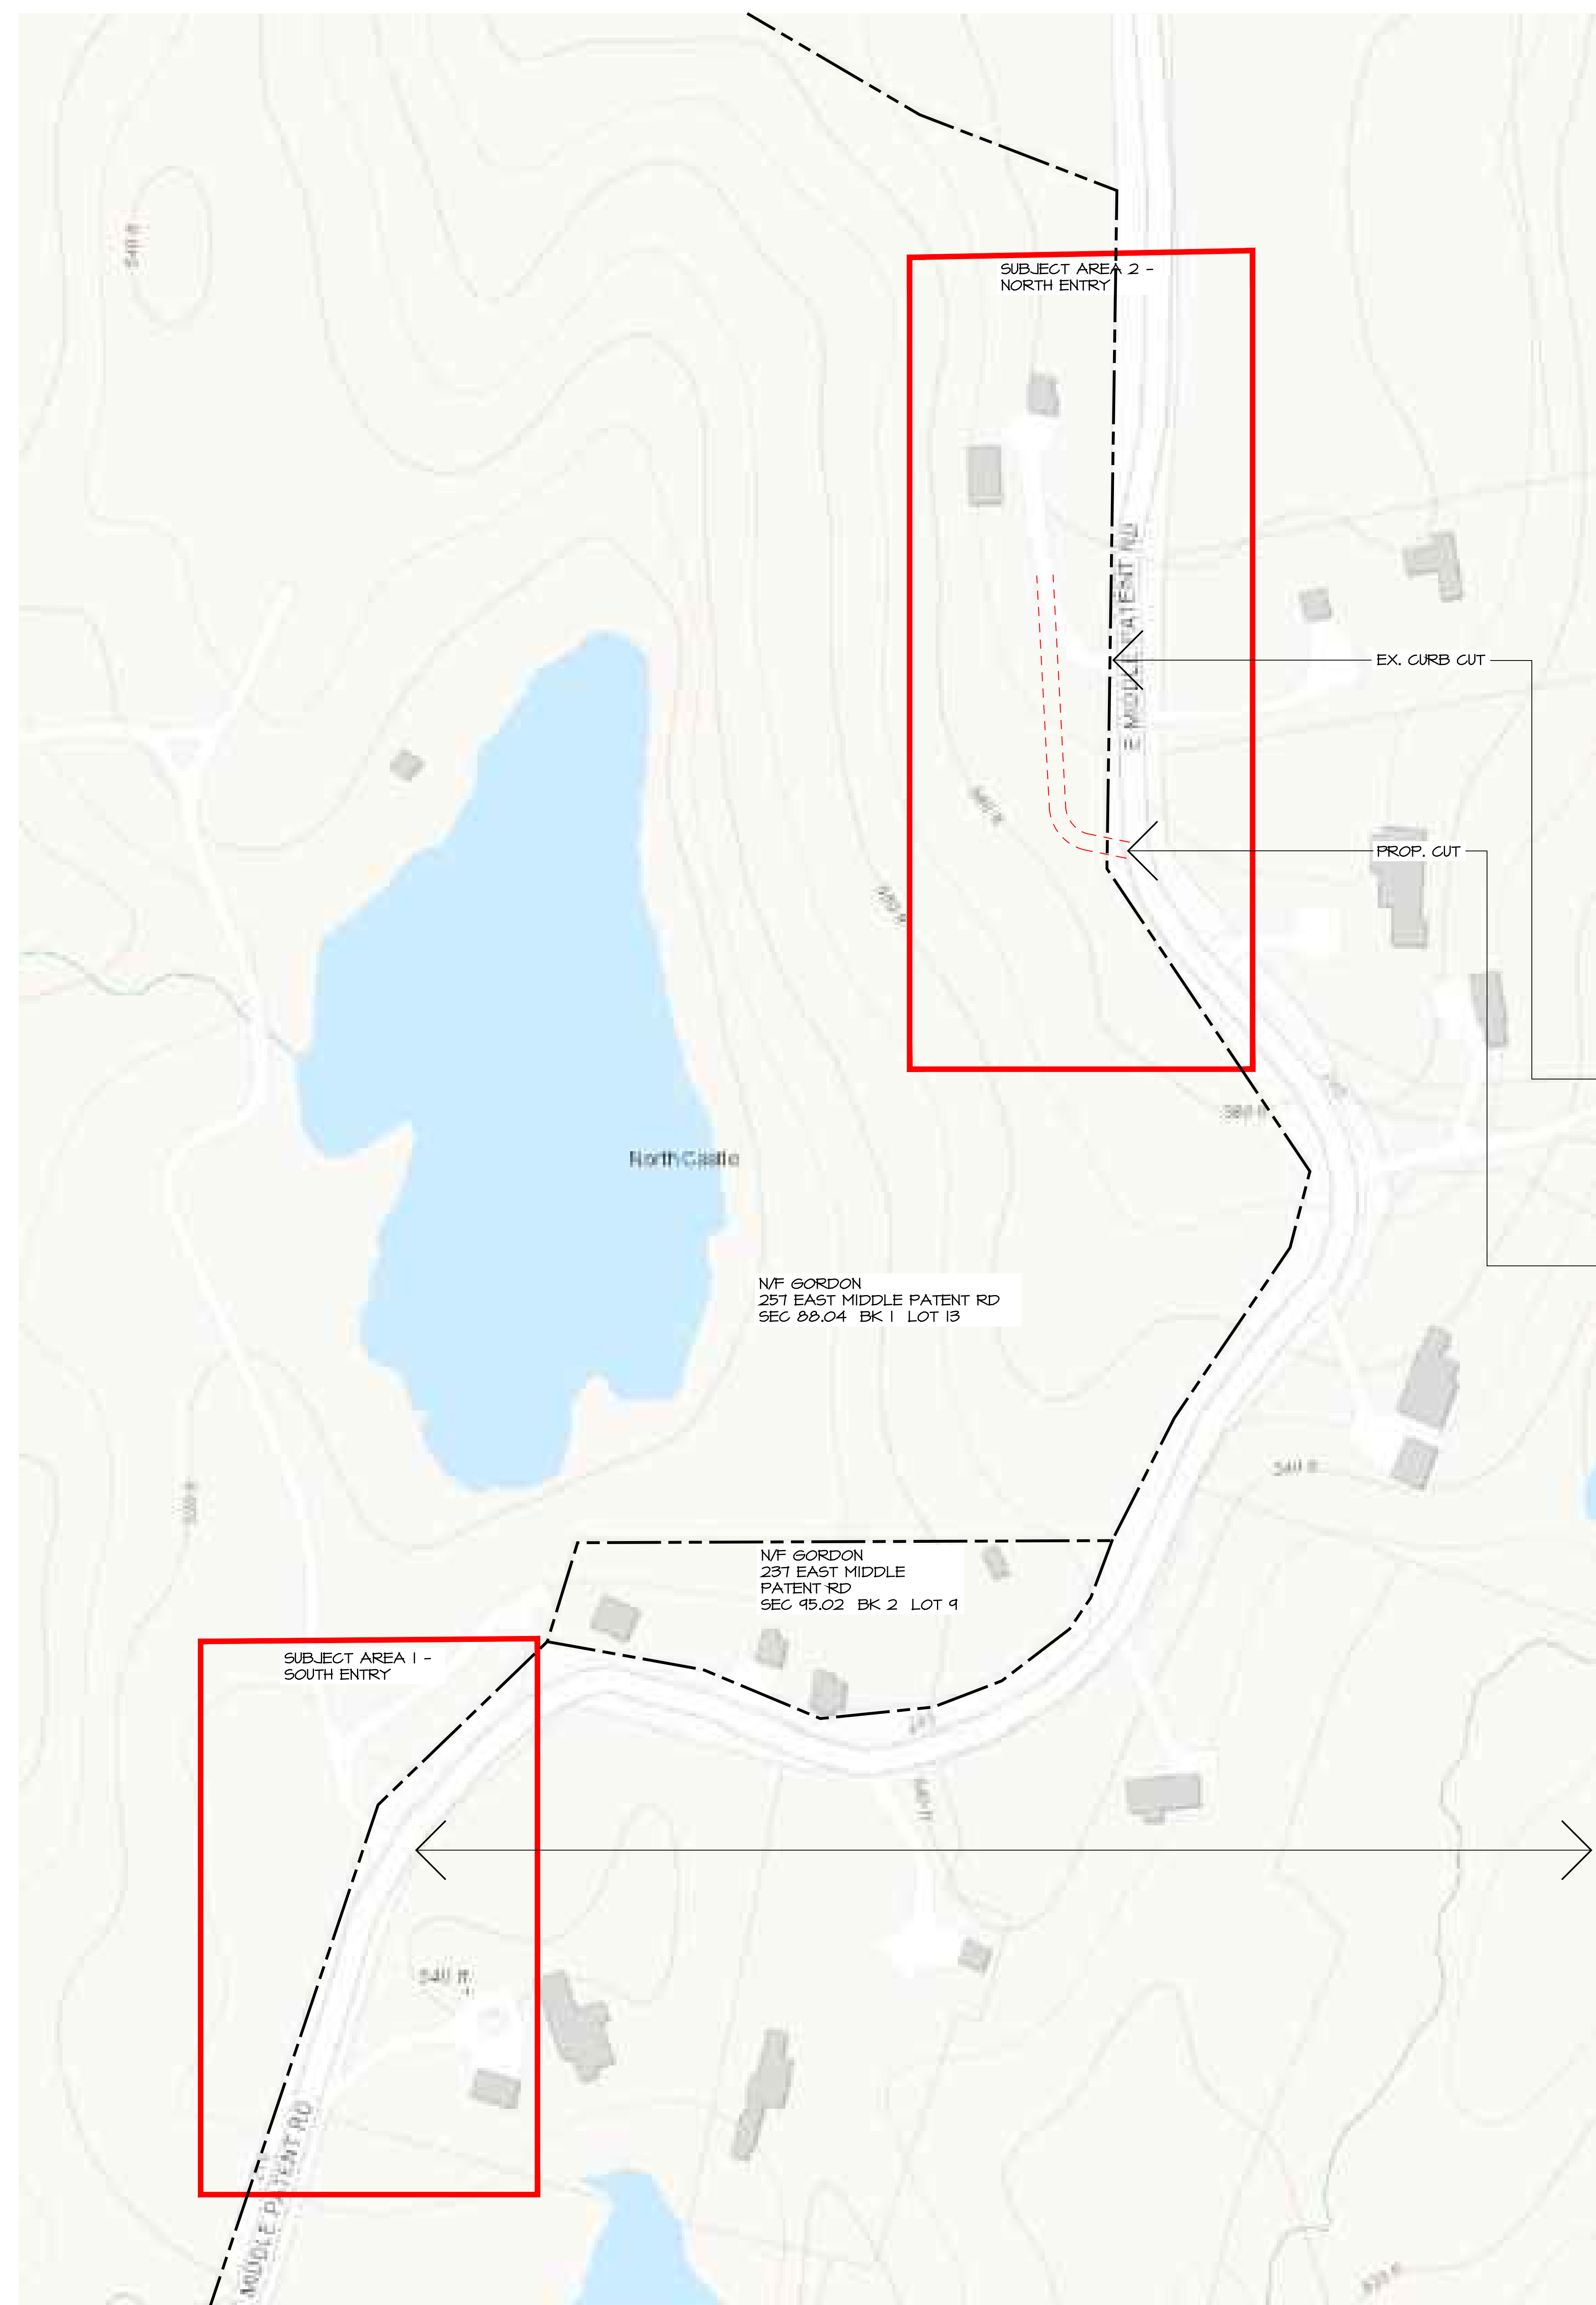 SUBJECT AREA 2 -
NORTH ENTRY
E MIDDLE PATENT RD
EX. CURB CUT
PROP. CUT
North Castle
N/F GORDON
257 EAST MIDDLE PATENT RD
SEC 88.04 BK 1 LOT 13
N/F GORDON
237 EAST MIDDLE
PATENT RD
SEC 95.02 BK 2 LOT 9
SUBJECT AREA 1 -
SOUTH ENTRY
540 ft
MIDDLE PATENT RD